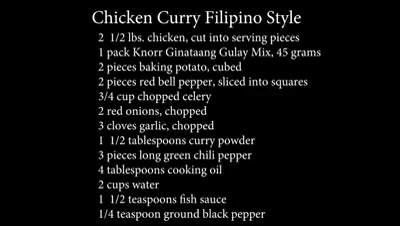 Chicken Curry Filipino Style
2 1/2 lbs. chicken, cut into serving pieces
1 pack Knorr Ginataang Gulay Mix, 45 grams
2 pieces baking potato, cubed
2 pieces red bell pepper, sliced into squares
3/4 cup chopped celery
2 red onions, chopped
3 cloves garlic, chopped
1 1/2 tablespoons curry powder
3 pieces long green chili pepper
4 tablespoons cooking oil
2 cups water
1 1/2 teaspoons fish sauce
1/4 teaspoon ground black pepper